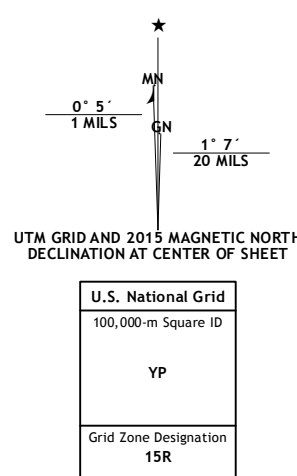 ★
MN
0° 5´
1 MILS
GN
1° 7´
20 MILS
UTM GRID AND 2015 MAGNETIC NORTH
DECLINATION AT CENTER OF SHEET
U.S. National Grid
100,000-m Square ID
YP
Grid Zone Designation
15R